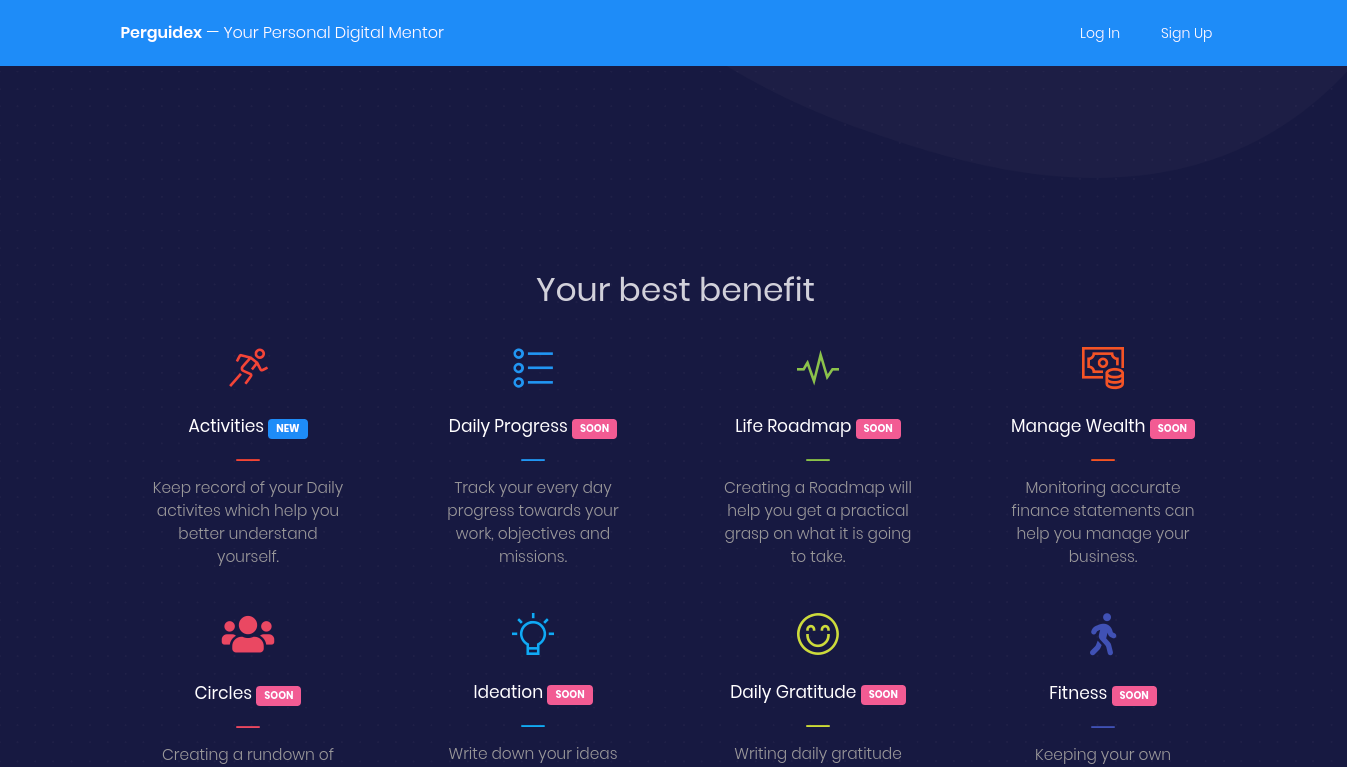 Perguidex — Your Personal Digital Mentor
Log In
Sign Up
Your best benefit
Activities NEW
Keep record of your Daily
activites which help you
better understand
yourself.
Daily Progress SOON
Track your every day
progress towards your
work, objectives and
missions.
Life Roadmap SOON
Creating a Roadmap will
help you get a practical
grasp on what it is going
to take.
Manage Wealth SOON
Monitoring accurate
finance statements can
help you manage your
business.
Circles SOON
Creating a rundown of
Ideation SOON
Write down your ideas
Daily Gratitude SOON
Writing daily gratitude
Fitness SOON
Keeping your own